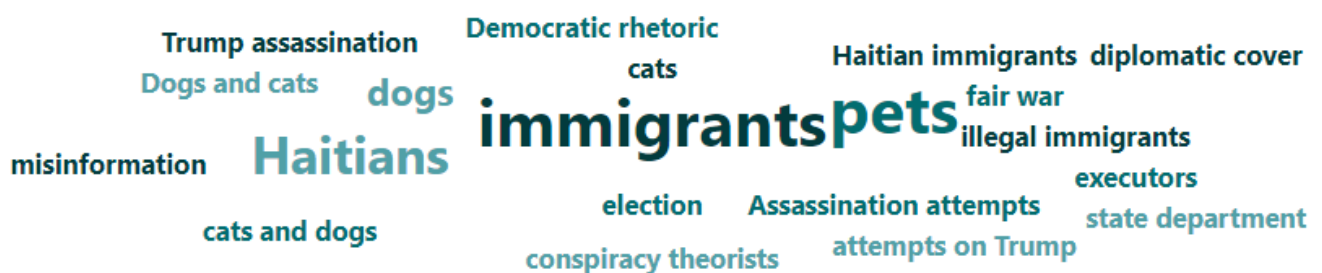 Democratic rhetoric
Trump assassination
Haitian immigrants
diplomatic cover
cats
Dogs and cats
dogs
fair war
immigrants
pets
illegal immigrants
Haitians
misinformation
executors
election
Assassination attempts
state department
cats and dogs
attempts on Trump
conspiracy theorists